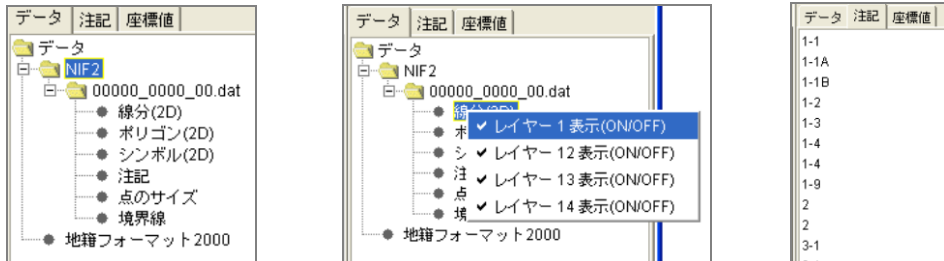 データ 注記 座標値
データ
NIF2
00000_0000_00.dat
線分(2D)
ポリゴン(2D)
シンボル(2D)
注記
点のサイズ
境界線
地籍フォーマット2000
データ 注記 座標値
データ
NIF2
00000_0000_00.dat
線分(2D)
レイヤー 1 表示(ON/OFF)
レイヤー 12 表示(ON/OFF)
レイヤー 13 表示(ON/OFF)
レイヤー 14 表示(ON/OFF)
地籍フォーマット2000
データ 注記 座標値
1-1
1-1A
1-1B
1-2
1-3
1-4
1-4
1-9
2
2
3-1